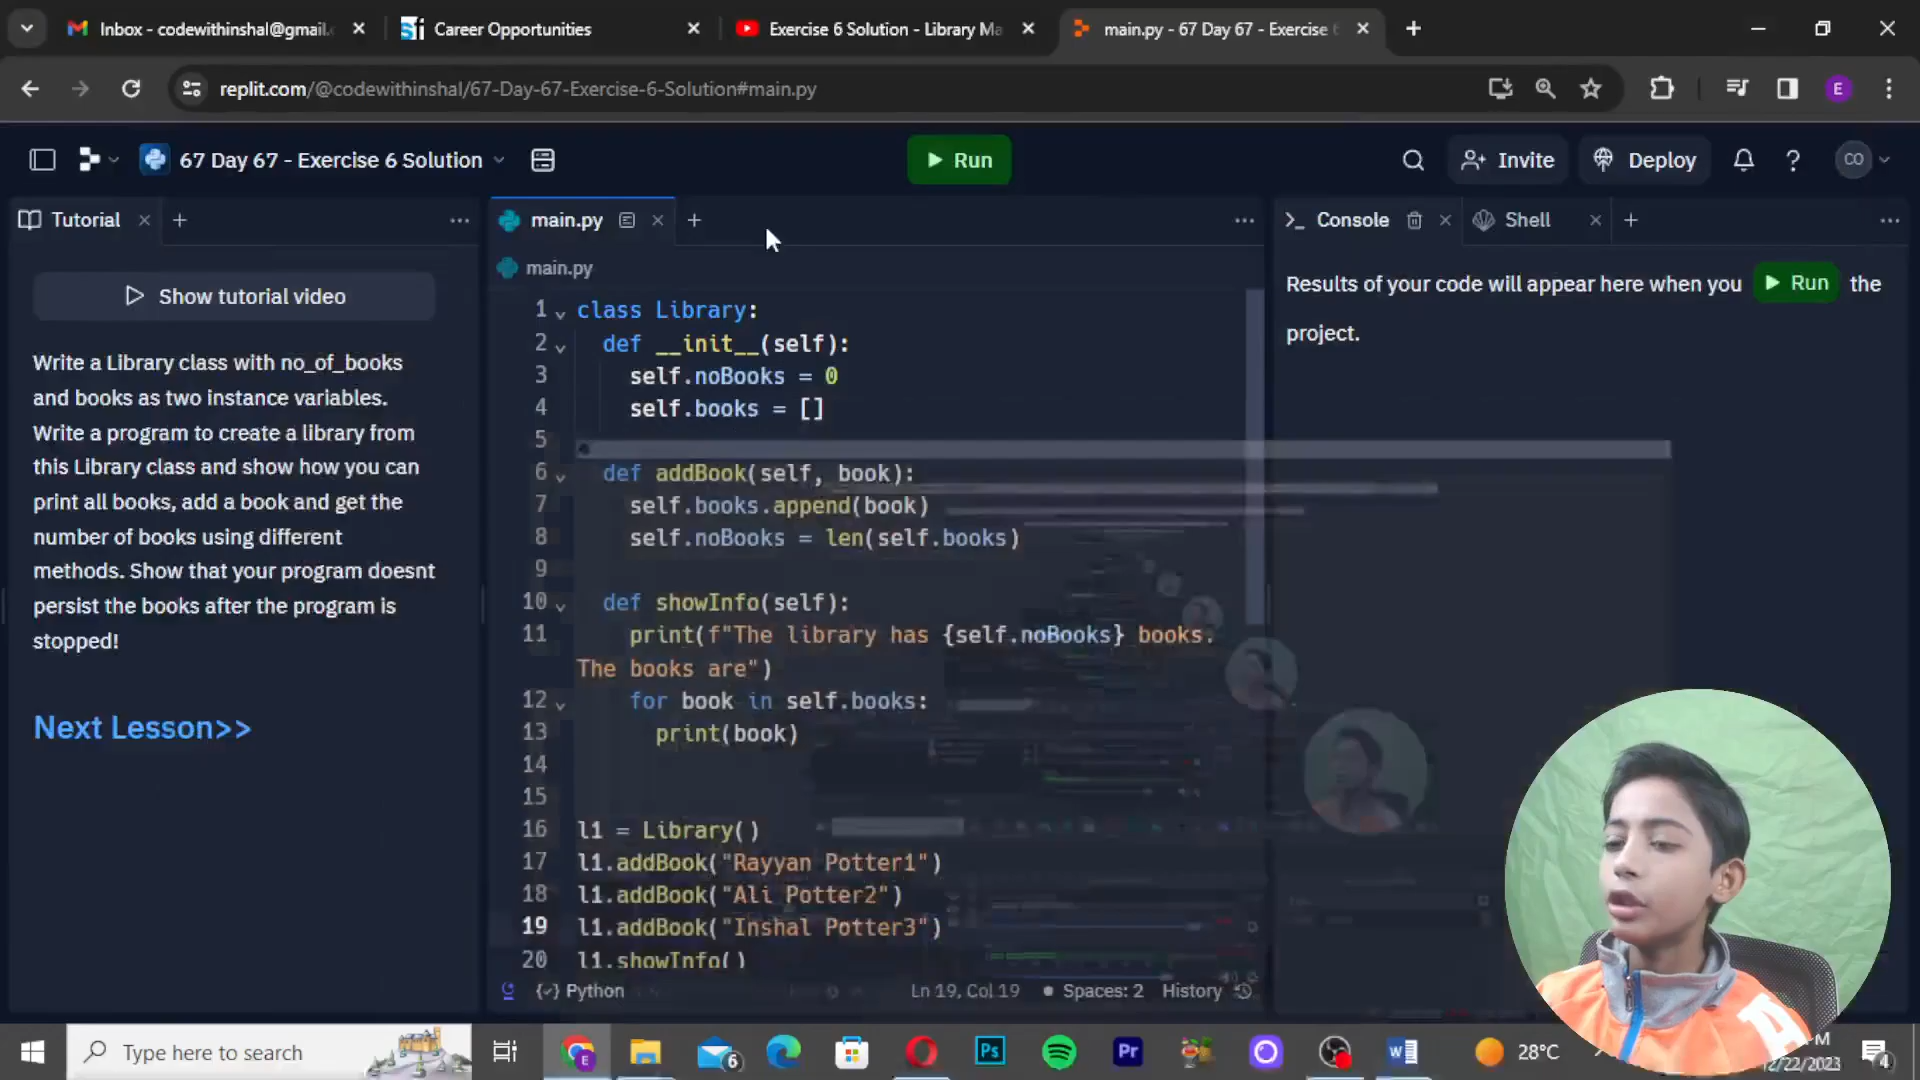 Inbox - codewithinshal@gmail.
Career Opportunities
Exercise 6 Solution - Library Ma
main.py - 67 Day 67 - Exercise 6
replit.com/@codewithinshal/67-Day-67-Exercise-6-Solution#main.py
E
67 Day 67 - Exercise 6 Solution
Run
Invite
Deploy
CO
Tutorial
main.py
Console
Shell
Show tutorial video
Write a Library class with no_of_books
and books as two instance variables.
Write a program to create a library from
this Library class and show how you can
print all books, add a book and get the
number of books using different
methods. Show that your program doesnt
persist the books after the program is
stopped!
Next Lesson>>
main.py
1 class Library:
2 def __init__(self):
3 self.noBooks = 0
4 self.books = []
5
6 def addBook(self, book):
7 self.books.append(book)
8 self.noBooks = len(self.books)
9
10 def showInfo(self):
11 print(f"The library has {self.noBooks} books.
The books are")
12 for book in self.books:
13 print(book)
14
15
16 l1 = Library()
17 l1.addBook("Rayyan Potter1")
18 l1.addBook("Ali Potter2")
19 l1.addBook("Inshal Potter3")
20 l1.showInfo()
Python
Ln 19, Col 19
Spaces: 2
History
Results of your code will appear here when you Run the
project.
Type here to search
6
Ps
Pr
28°C
12/22/2023
4